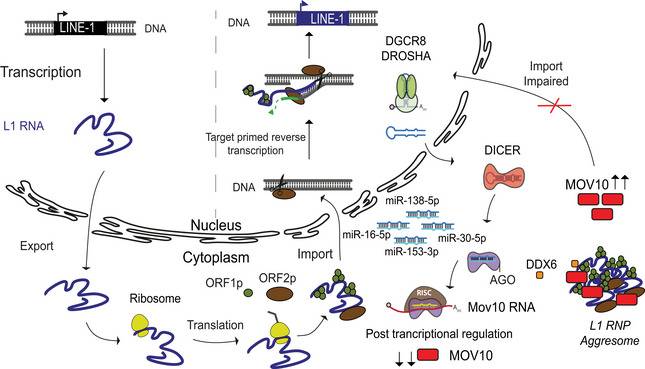 LINE-1
DNA
Transcription
L1 RNA
Export
Ribosome
Translation
Nucleus
Cytoplasm
ORF1p
ORF2p
Import
DNA
LINE-1
Target primed reverse
transcription
DNA
DGCR8
DROSHA
A(n)
DICER
miR-138-5p
miR-16-5p
miR-30-5p
miR-153-3p
AGO
RISC
Mov10 RNA
Post trancriptional regulation
MOV10
Import
Impaired
MOV10
DDX6
L1 RNP
Aggresome